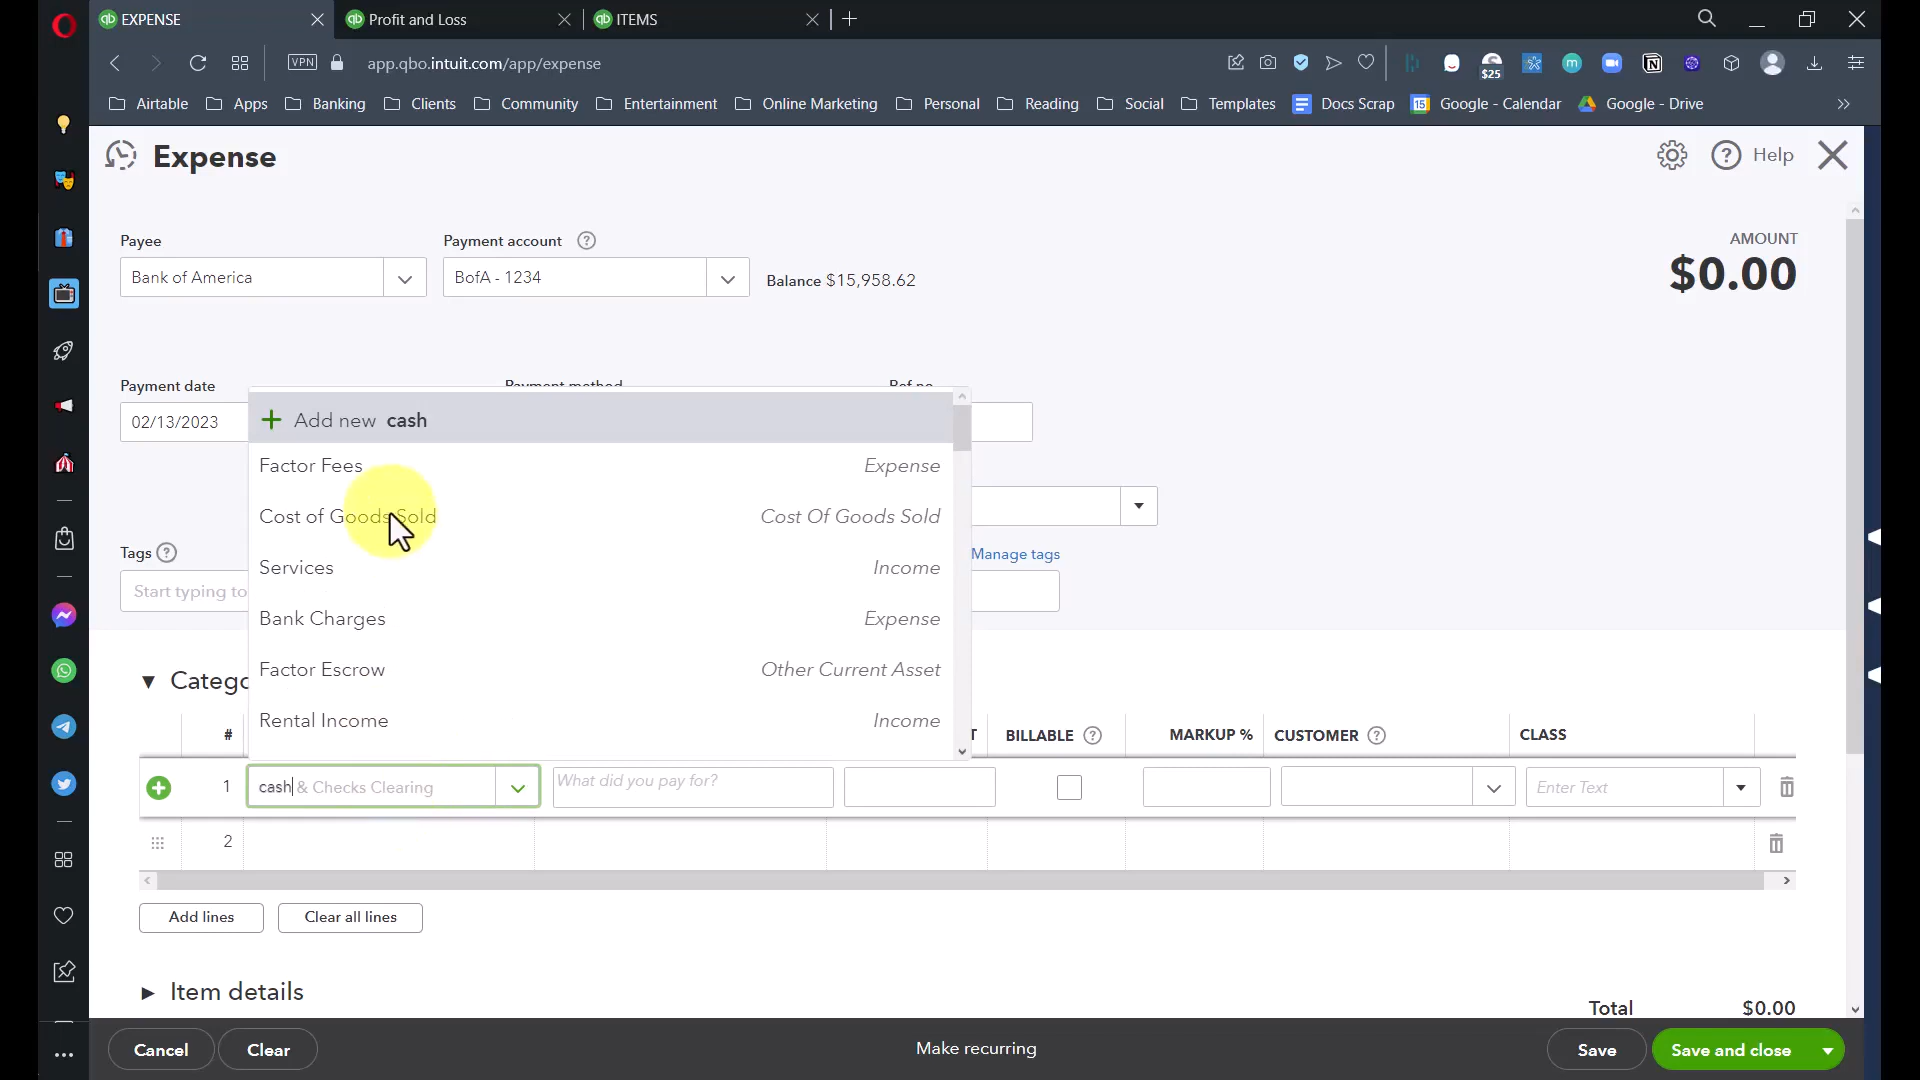 EXPENSE
Profit and Loss
ITEMS
VPN
app.qbo.intuit.com/app/expense
$25
m
Airtable
Apps
Banking
Clients
Community
Entertainment
Online Marketing
Personal
Reading
Social
Templates
Docs Scrap
15
Google - Calendar
Google - Drive
Expense
Help
Payee
Payment account
AMOUNT
Bank of America
BofA - 1234
Balance $15,958.62
$0.00
Payment date
Payment method
Ref no
02/13/2023
Add new cash
Factor Fees
Expense
Cost of Goods Sold
Cost Of Goods Sold
Tags
Manage tags
Services
Income
Start typing to
Bank Charges
Expense
Factor Escrow
Other Current Asset
Catego
Rental Income
Income
#
T
BILLABLE
MARKUP %
CUSTOMER
CLASS
1
cash & Checks Clearing
What did you pay for?
Enter Text
2
Add lines
Clear all lines
Item details
Total
$0.00
Cancel
Clear
Make recurring
Save
Save and close